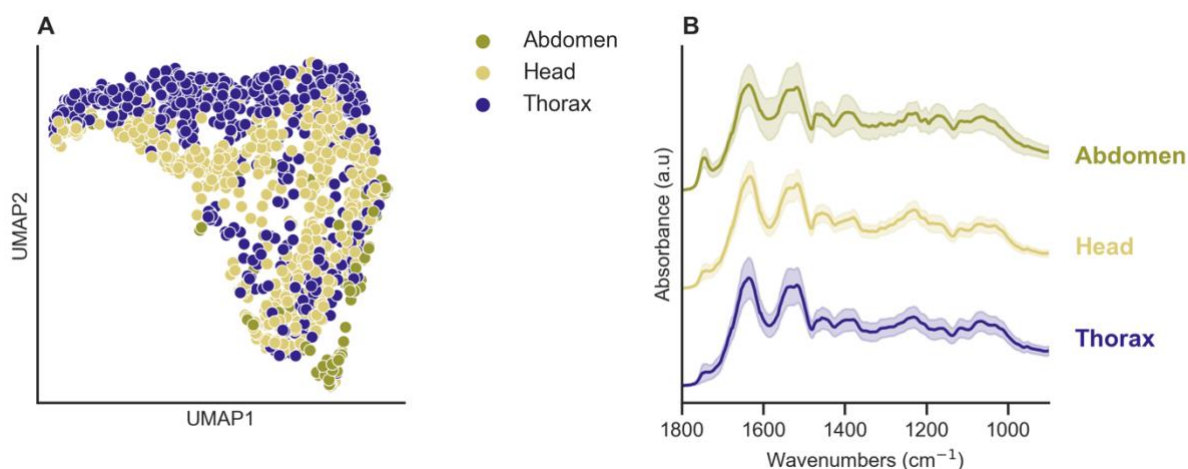 A
UMAP2
UMAP1
Abdomen
Head
Thorax
B
Absorbance (a.u)
Abdomen
Head
Thorax
1800 1600 1400 1200 1000
Wavenumbers (cm⁻¹)